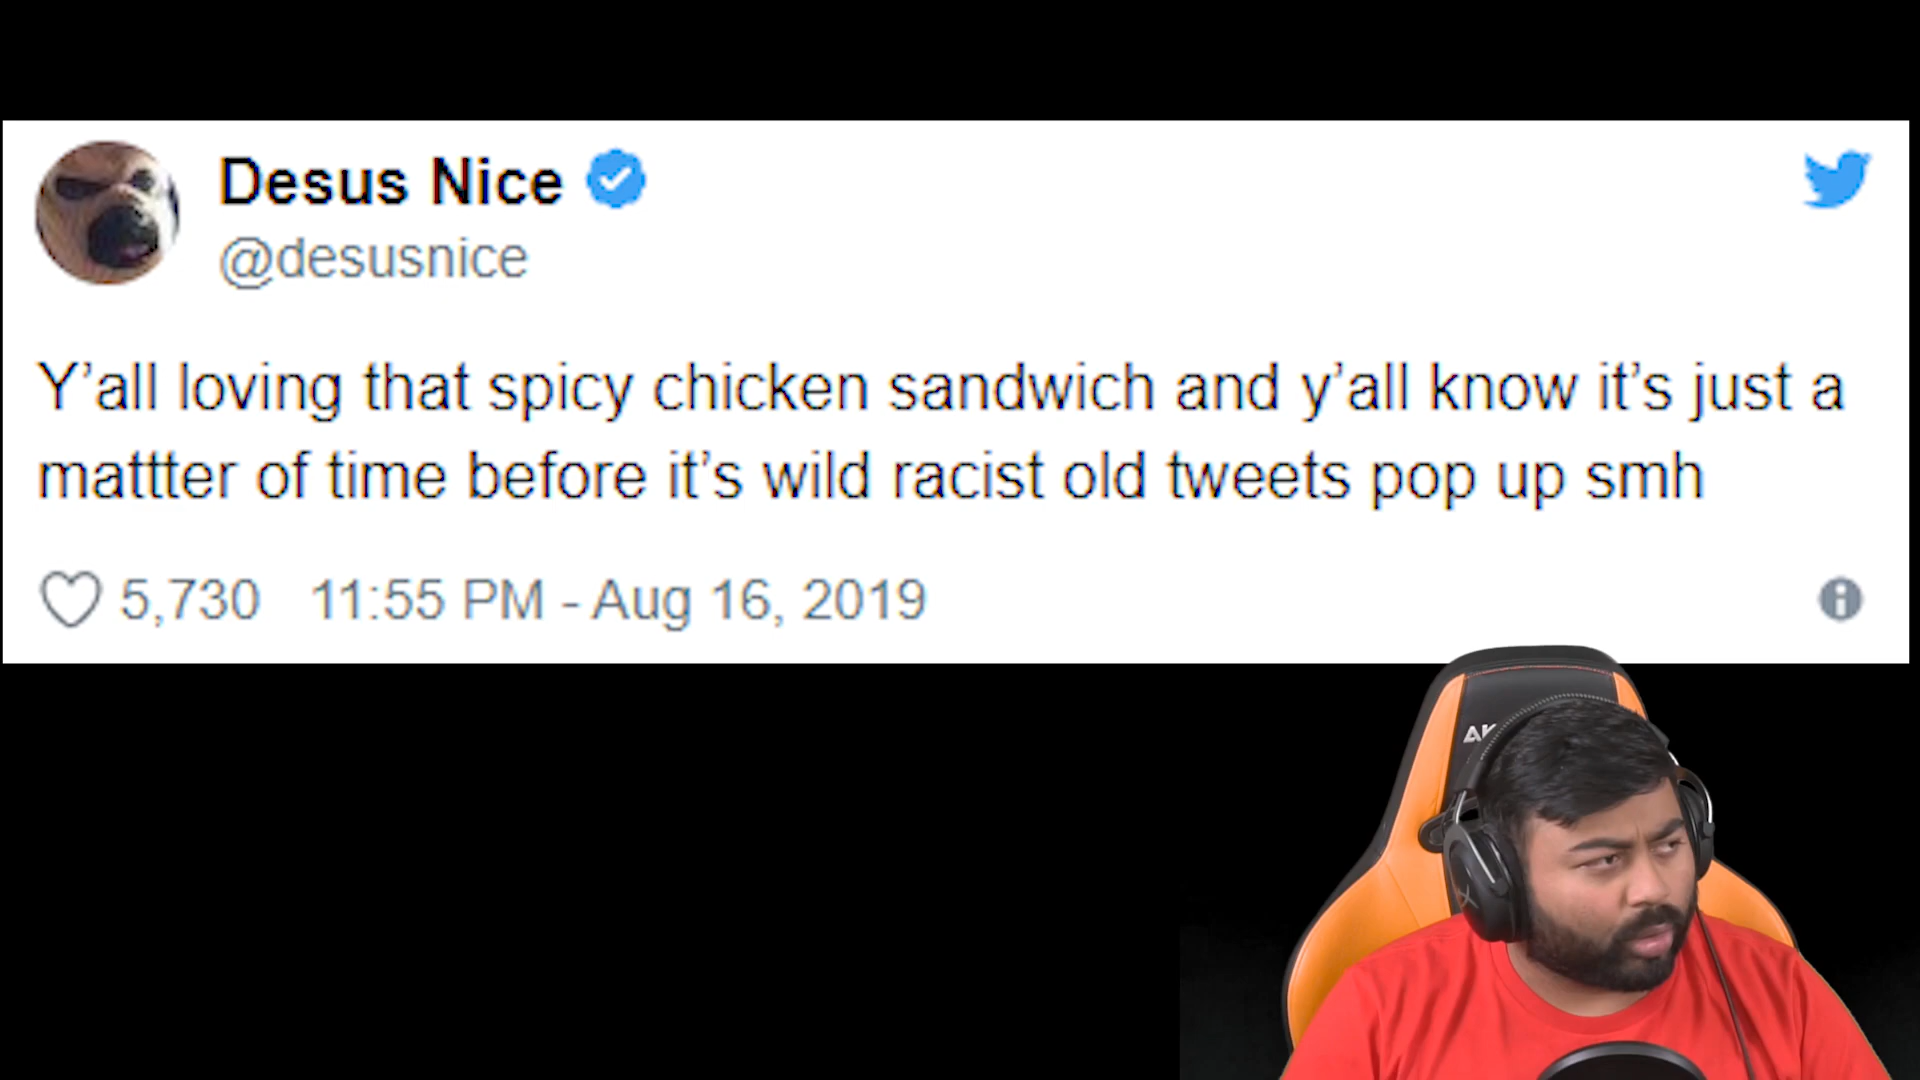 Desus Nice
@desusnice
Y’all loving that spicy chicken sandwich and y’all know it’s just a
mattter of time before it’s wild racist old tweets pop up smh
5,730 11:55 PM - Aug 16, 2019